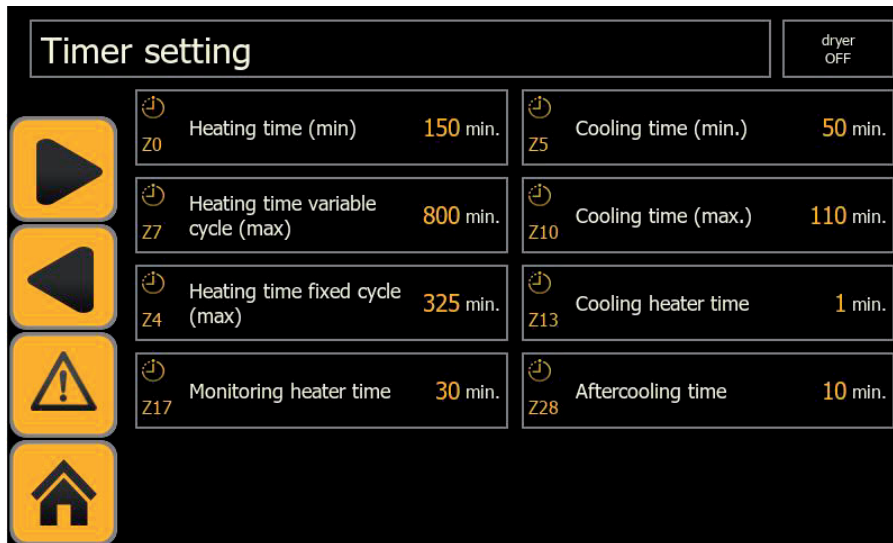 Timer setting
dryer
OFF
Z0 Heating time (min) 150 min.
Z5 Cooling time (min.) 50 min.
Z7 Heating time variable
cycle (max) 800 min.
Z10 Cooling time (max.) 110 min.
Z4 Heating time fixed cycle
(max) 325 min.
Z13 Cooling heater time 1 min.
Z17 Monitoring heater time 30 min.
Z28 Aftercooling time 10 min.